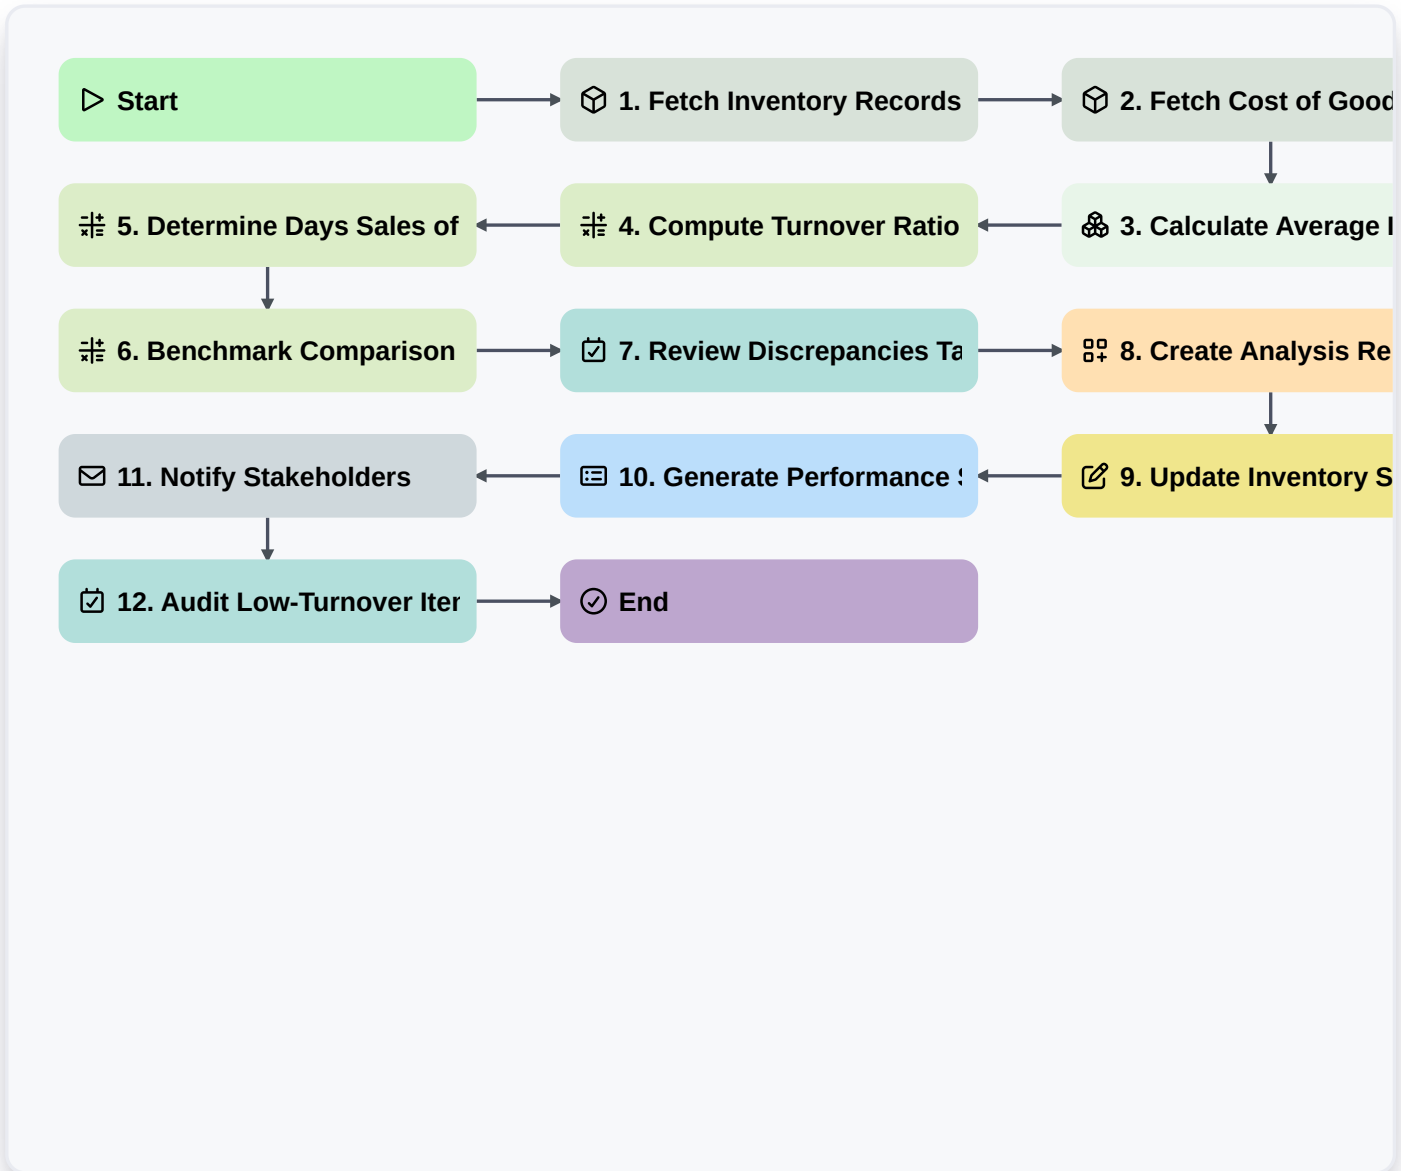 Start
1. Fetch Inventory Records
2. Fetch Cost of Good
3. Calculate Average
4. Compute Turnover Ratio
5. Determine Days Sales of
6. Benchmark Comparison
7. Review Discrepancies Ta
8. Create Analysis Re
9. Update Inventory S
10. Generate Performance S
11. Notify Stakeholders
12. Audit Low-Turnover
End